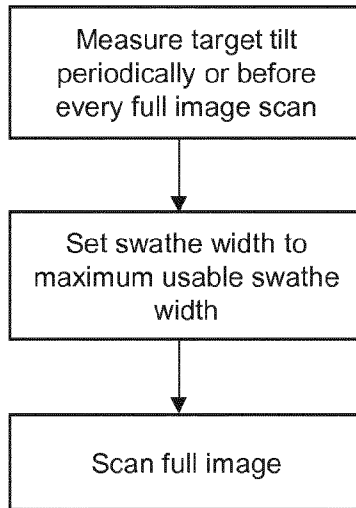 Measure target tilt
periodically or before
every full image scan
Set swathe width to
maximum usable swathe
width
Scan full image